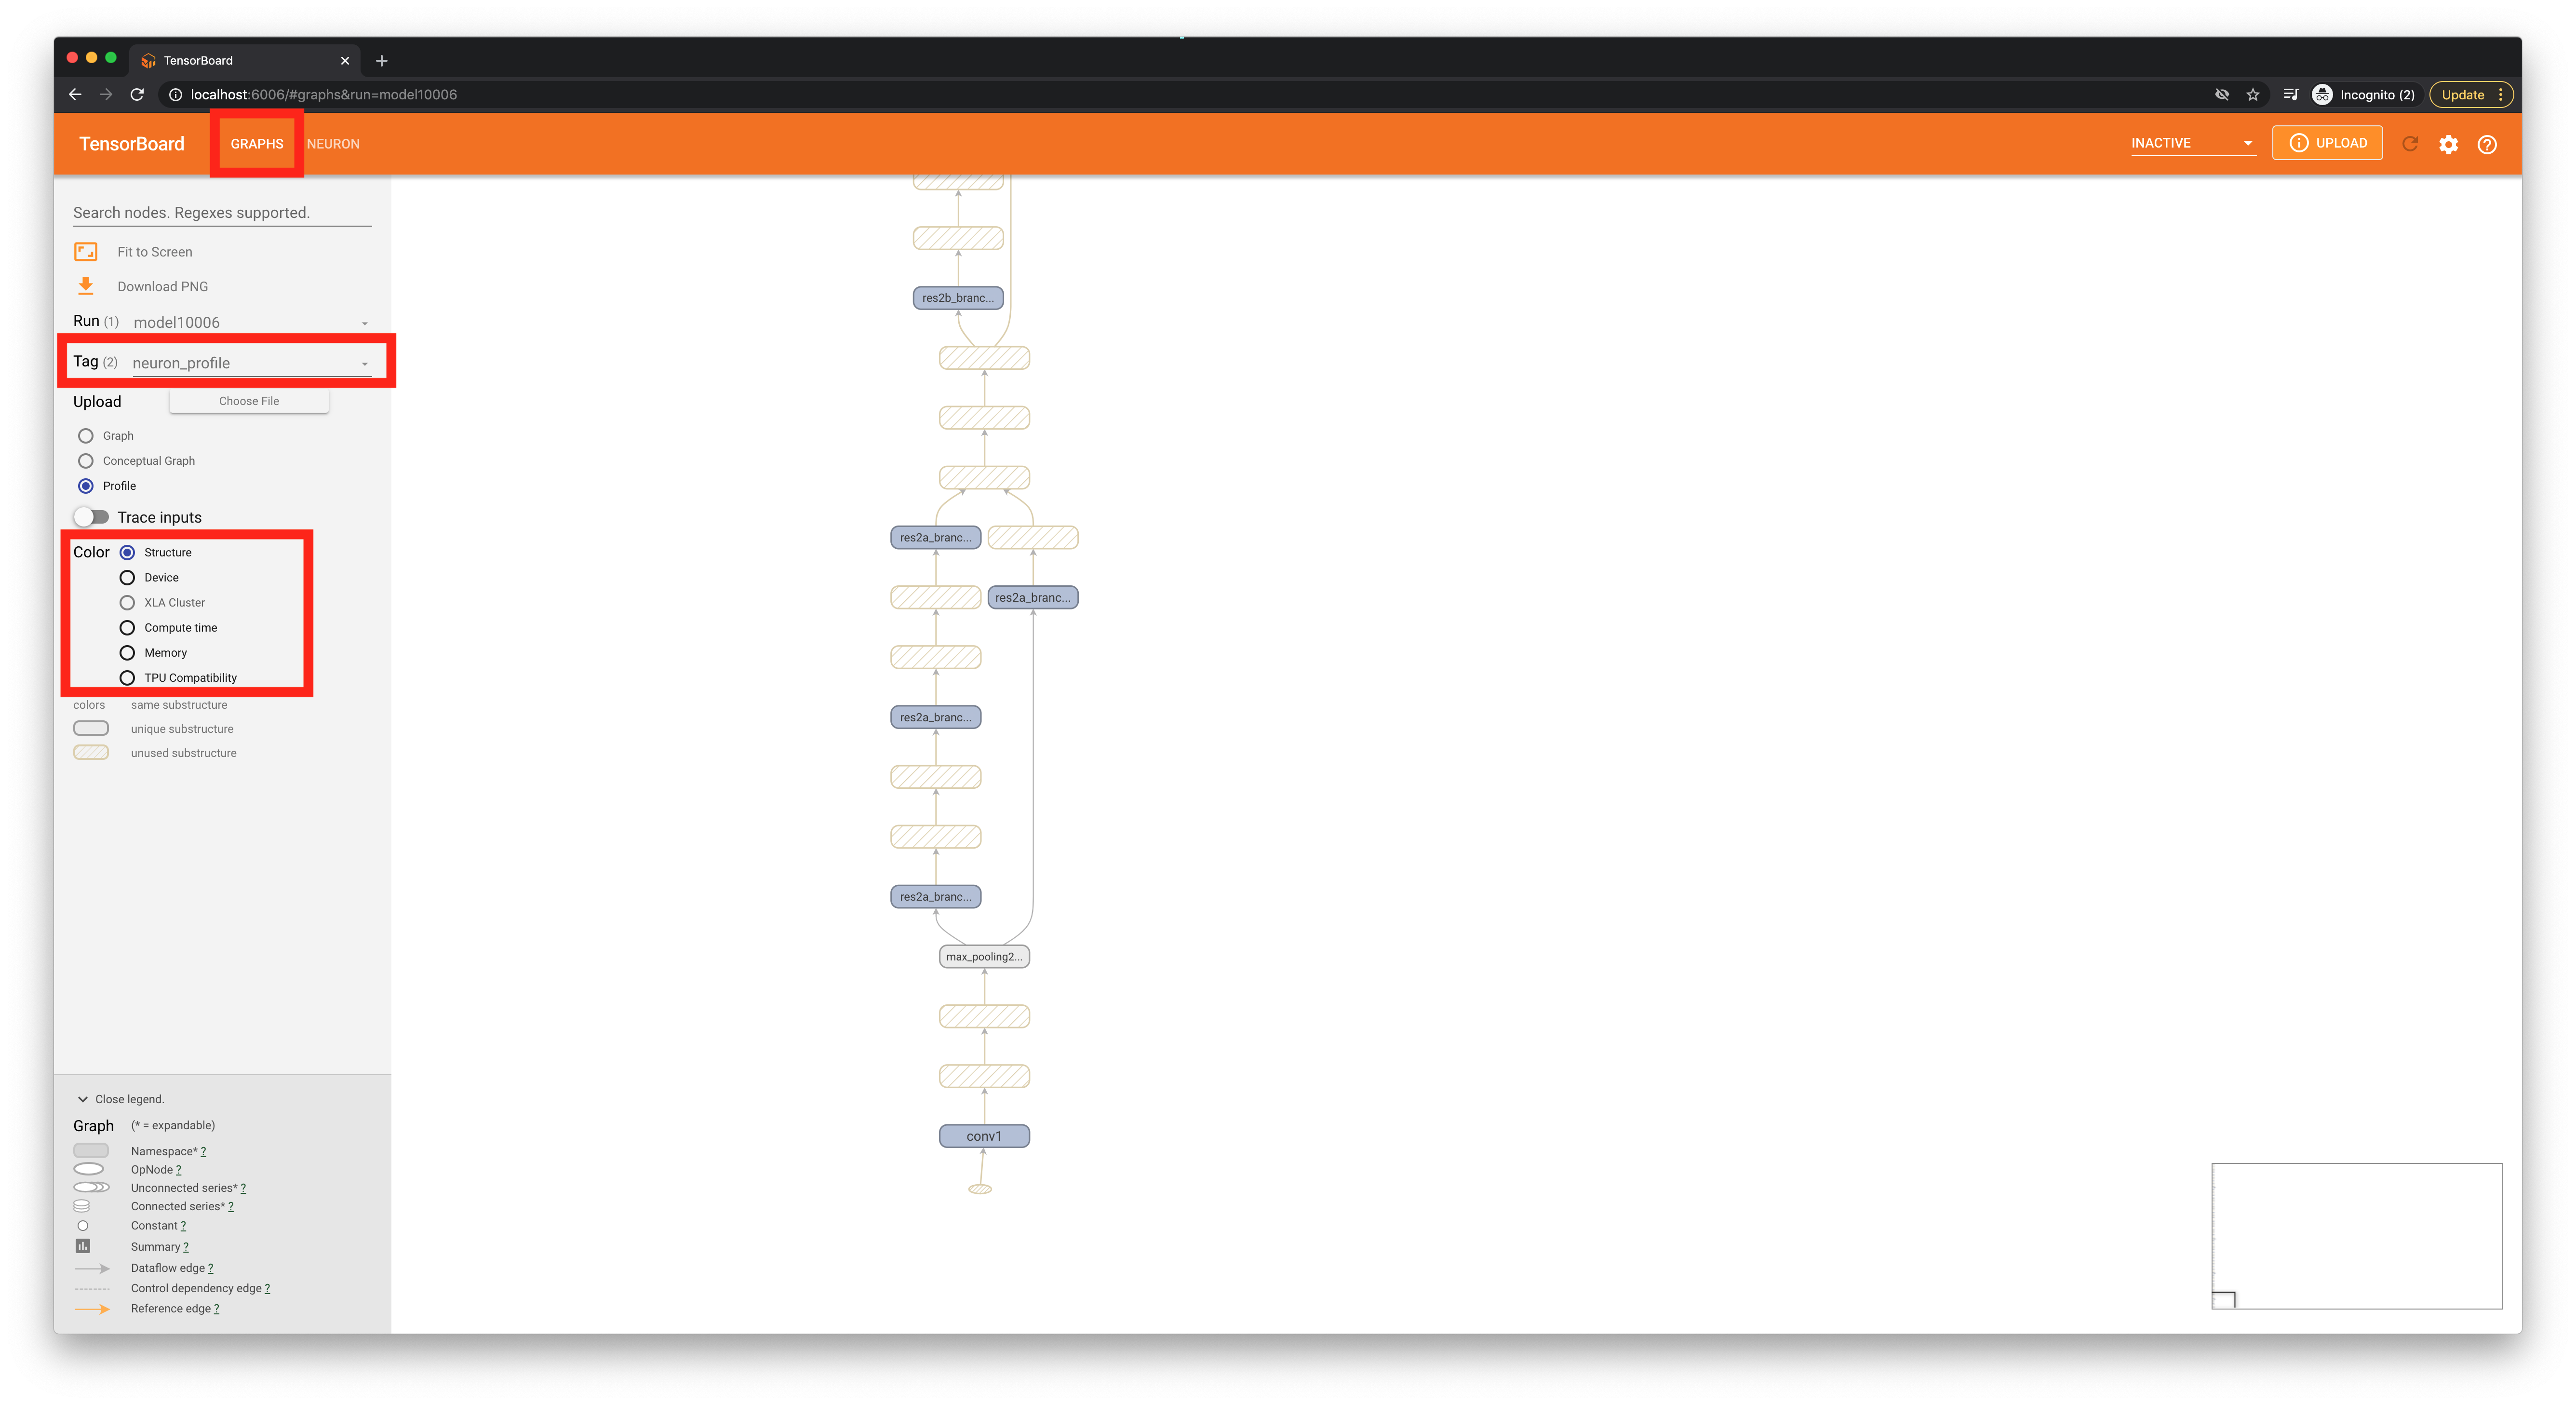 TensorBoard
localhost:6006/#graphs&run=model10006
Incognito (2)
Update
TensorBoard
GRAPHS
NEURON
INACTIVE
UPLOAD
Search nodes. Regexes supported.
Fit to Screen
Download PNG
Run (1) model10006
Tag (2) neuron_profile
Upload Choose File
Graph
Conceptual Graph
Profile
Trace inputs
Color Structure
Device
XLA Cluster
Compute time
Memory
TPU Compatibility
colors same substructure
unique substructure
unused substructure
Close legend.
Graph (* = expandable)
Namespace* ?
OpNode ?
Unconnected series* ?
Connected series* ?
Constant ?
Summary ?
Dataflow edge ?
Control dependency edge ?
Reference edge ?
res2b_branc...
res2a_branc...
res2a_branc...
res2a_branc...
res2a_branc...
max_pooling2...
conv1